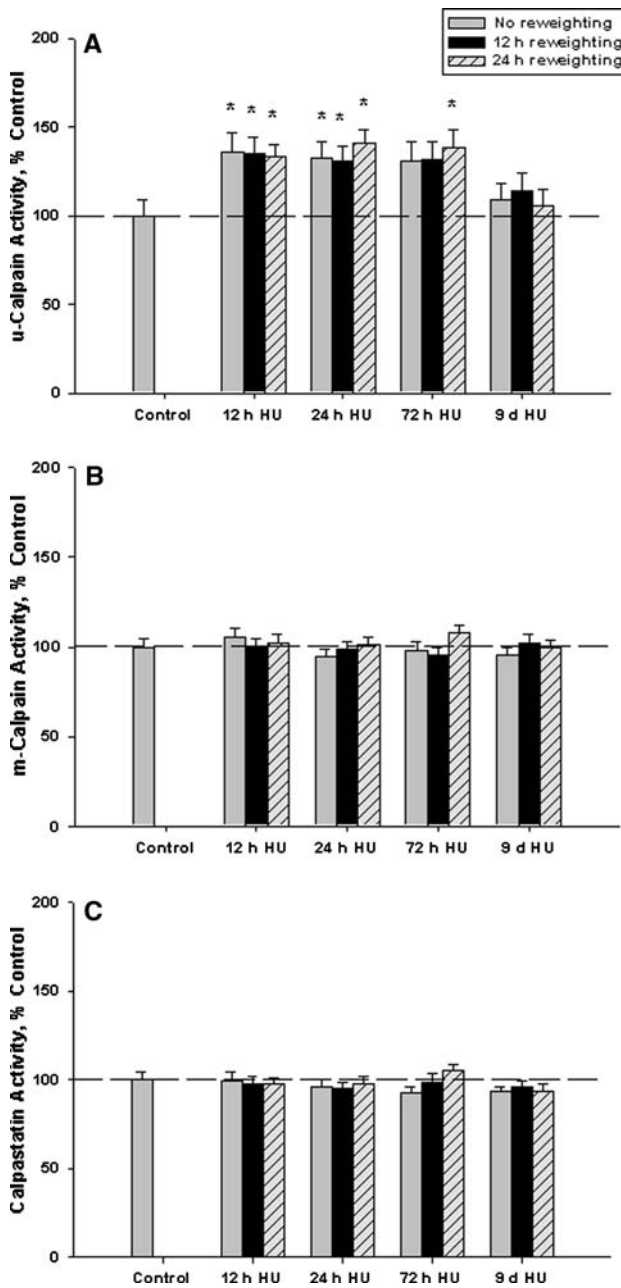 No reweighting
12 h reweighting
24 h reweighting
A
u-Calpain Activity, % Control
200
150
100
50
0
* * * * * * *
Control 12 h HU 24 h HU 72 h HU 9 d HU
B
m-Calpain Activity, % Control
200
150
100
50
0
Control 12 h HU 24 h HU 72 h HU 9 d HU
C
Calpastatin Activity, % Control
200
150
100
50
0
Control 12 h HU 24 h HU 72 h HU 9 d HU